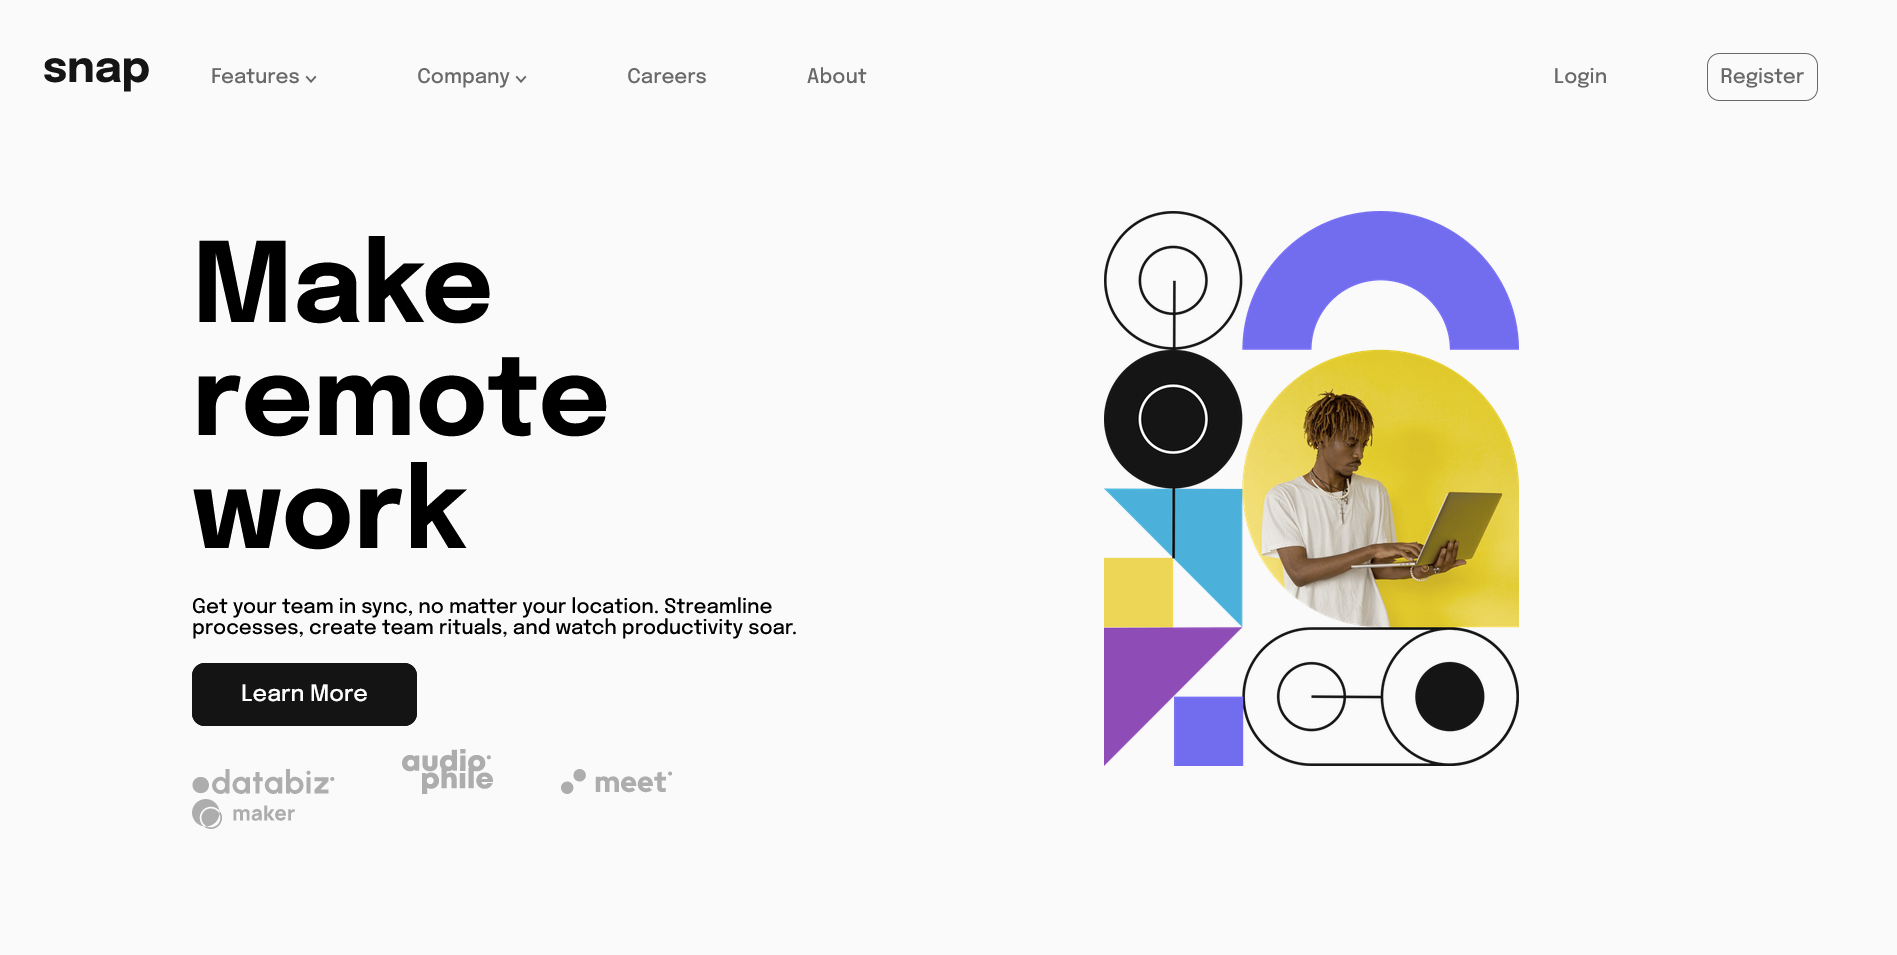 snap
Features
Company
Careers
About
Login
Register
Make
remote
work
Get your team in sync, no matter your location. Streamline
processes, create team rituals, and watch productivity soar.
Learn More
databiz
audio
phile
meet
maker